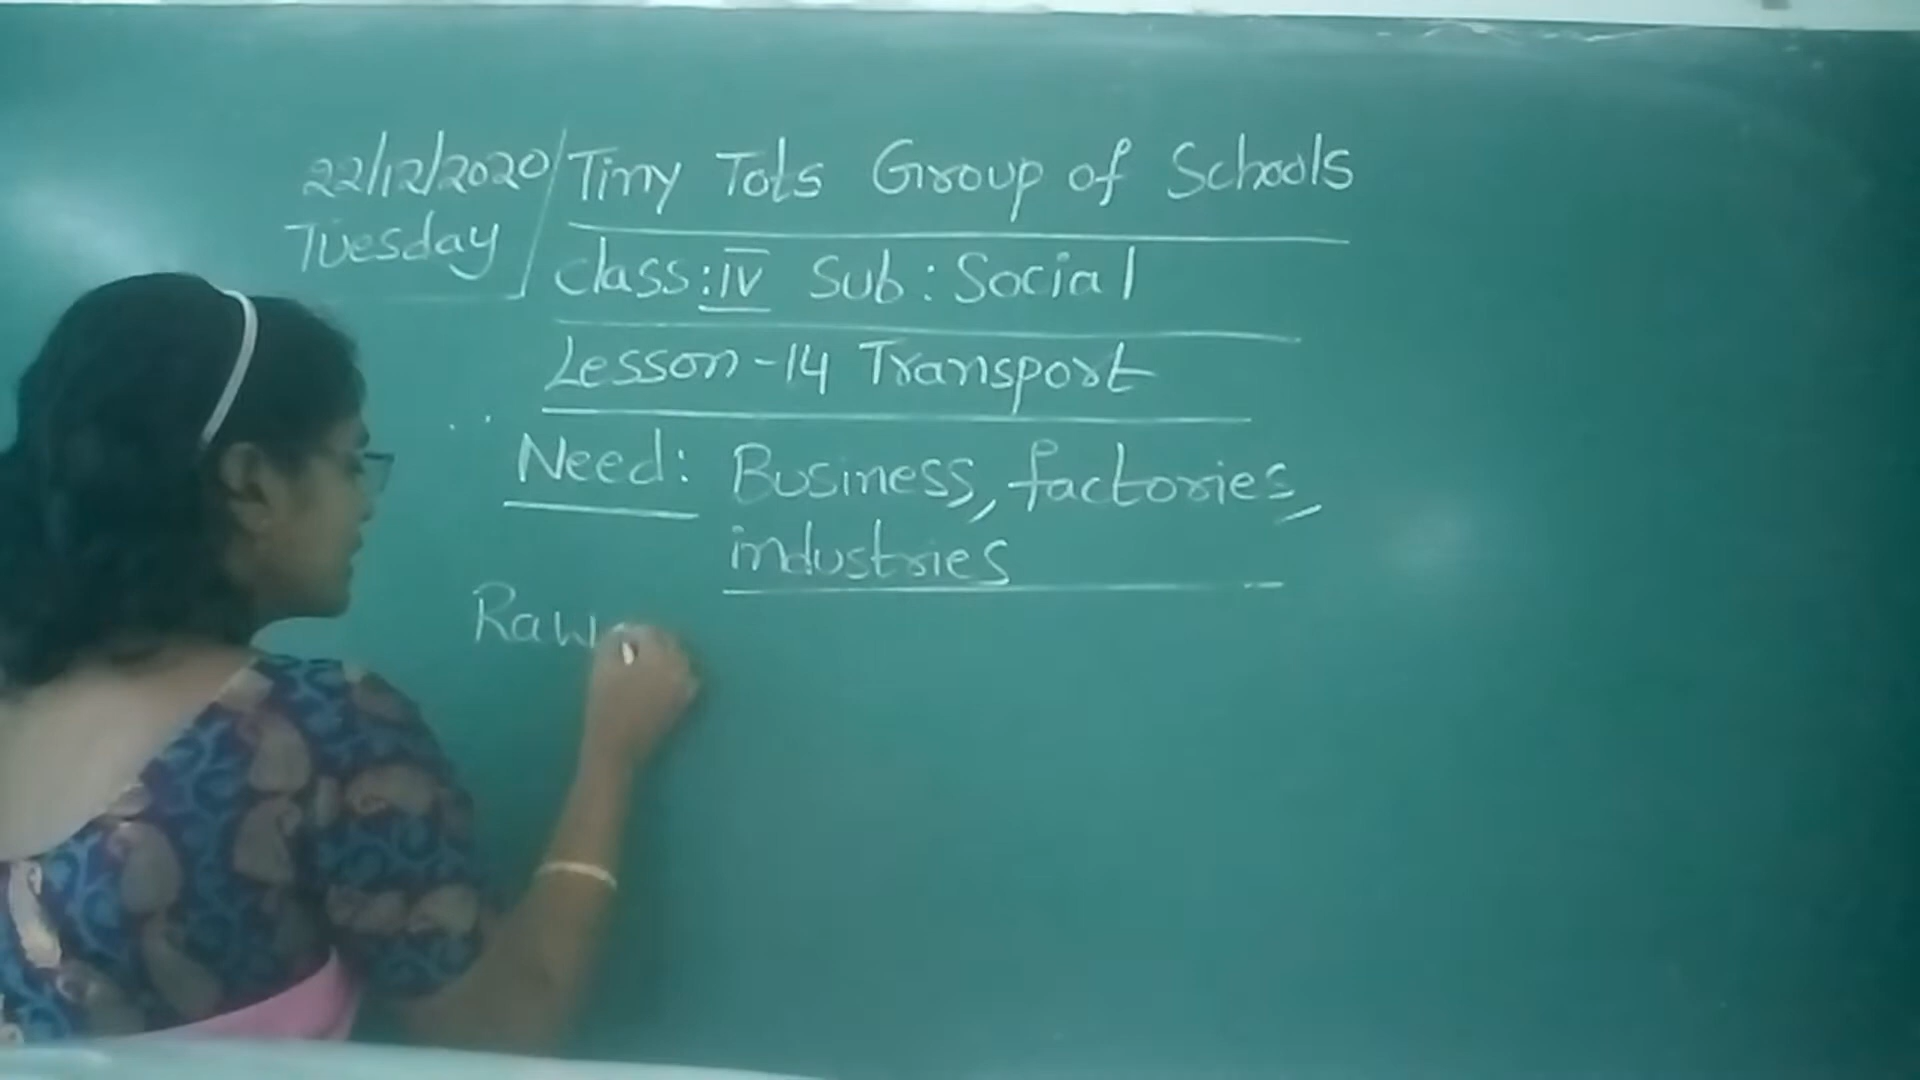 22/12/2020
Tuesday
Tiny Tots Group of Schools
Class: IV Sub: Social
Lesson-14 Transport
Need: Business, factories,
industries
Raw